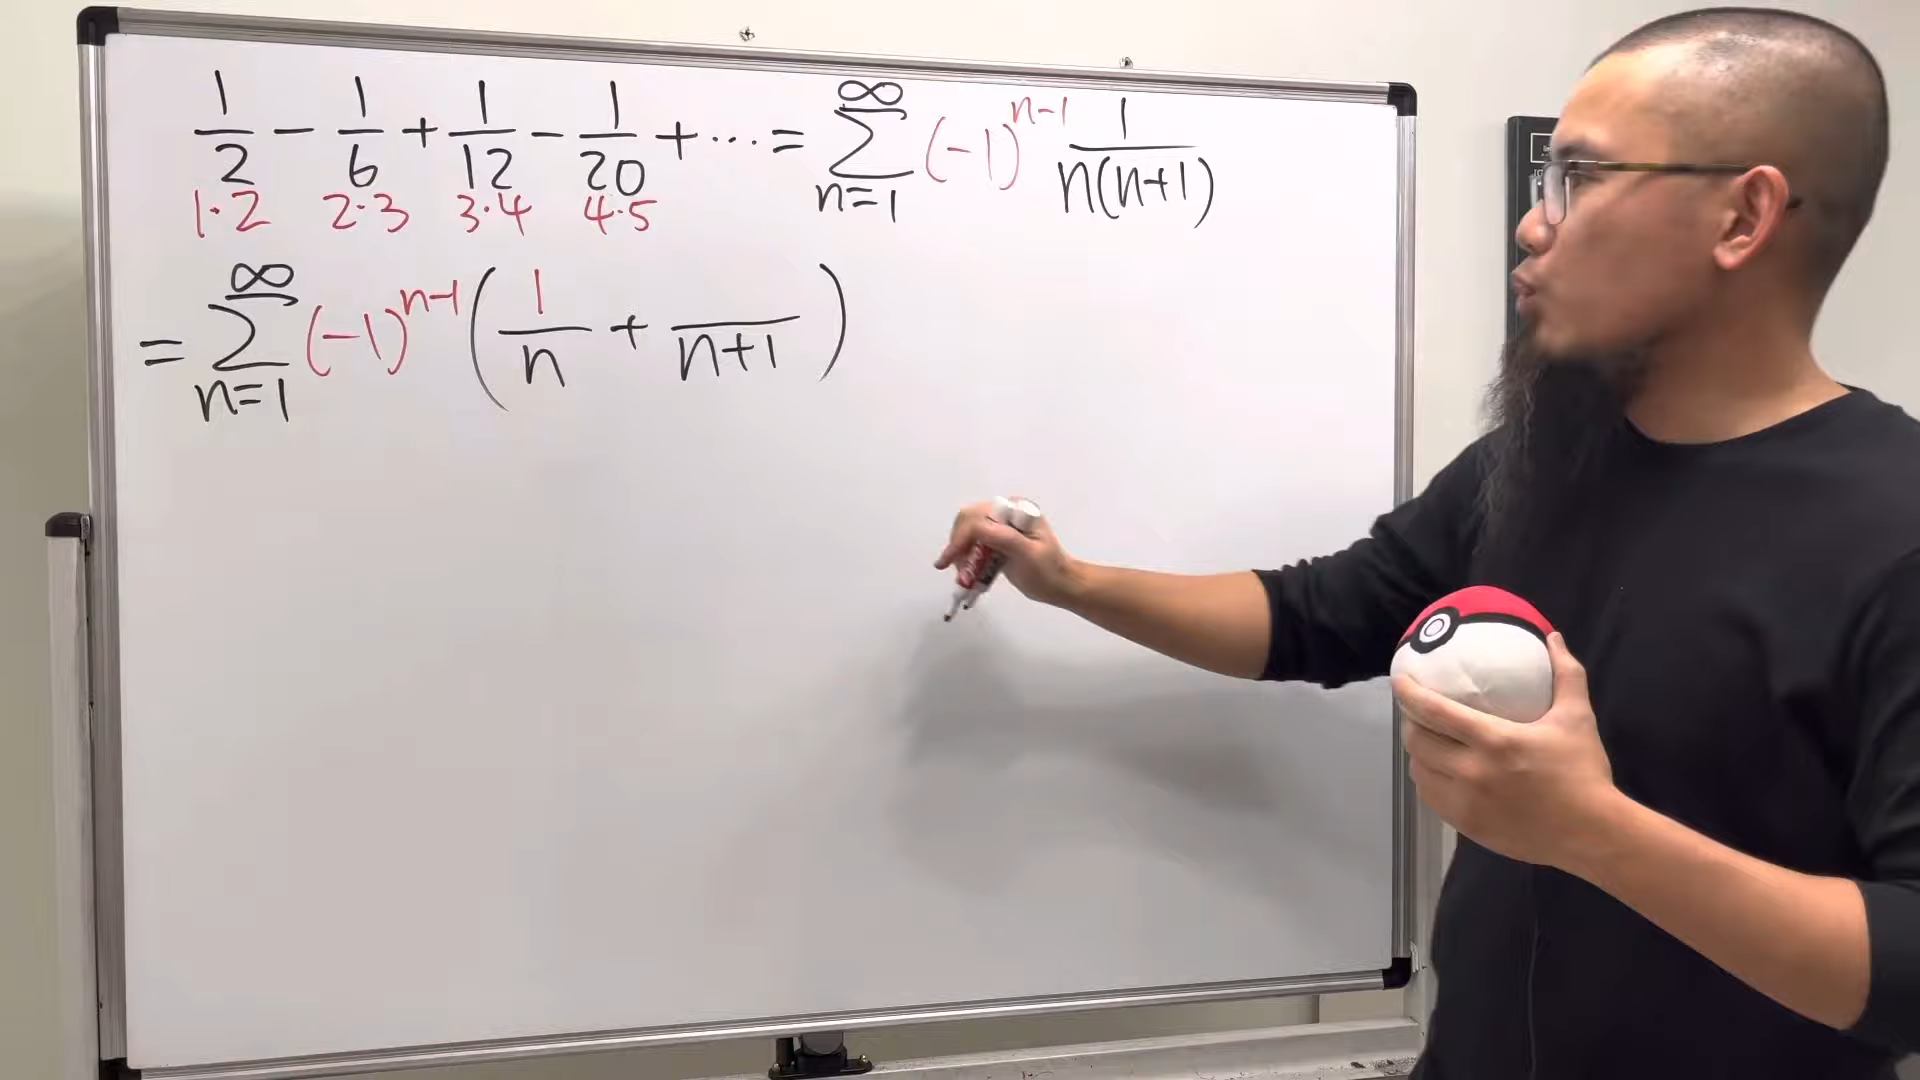 1/2 − 1/6 + 1/12 − 1/20 + ⋯ = ∑_{n=1}^{∞} (−1)^{n−1} 1/n(n+1)
1·2 2·3 3·4 4·5
= ∑_{n=1}^{∞} (−1)^{n−1} (1/n + /n+1)